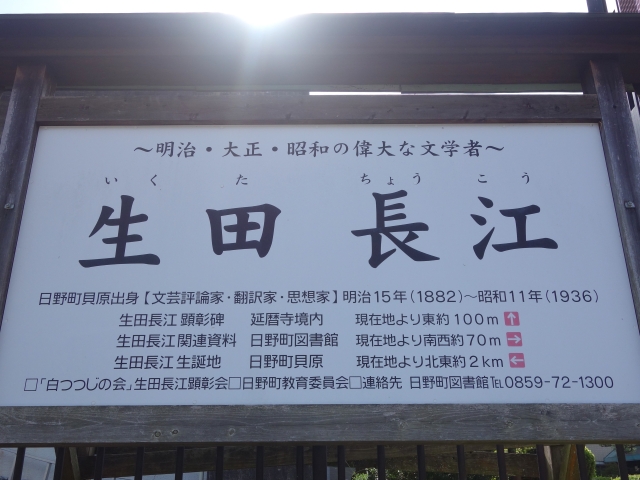 ～明治・大正・昭和の偉大な文学者～
いくた ちょうこう
生田 長江
日野町貝原出身【文芸評論家・翻訳家・思想家】明治15年(1882)～昭和11年(1936)
生田長江 顕彰碑 延暦寺境内 現在地より東約100m ↑
生田長江 関連資料 日野町図書館 現在地より南西約70m →
生田長江 生誕地 日野町貝原 現在地より北東約2km ←
□「白つつじの会」生田長江顕彰会□日野町教育委員会□連絡先 日野町図書館℡0859-72-1300